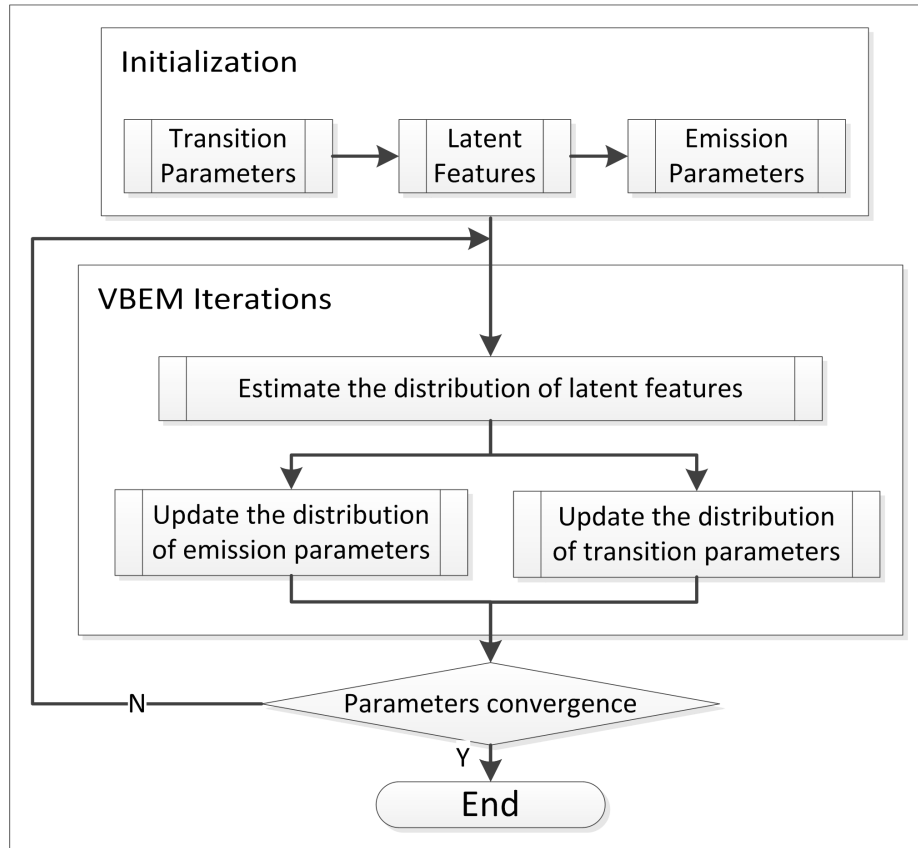 Initialization
Transition
Parameters
Latent
Features
Emission
Parameters
VBEM Iterations
Estimate the distribution of latent features
Update the distribution
of emission parameters
Update the distribution
of transition parameters
Parameters convergence
N
Y
End